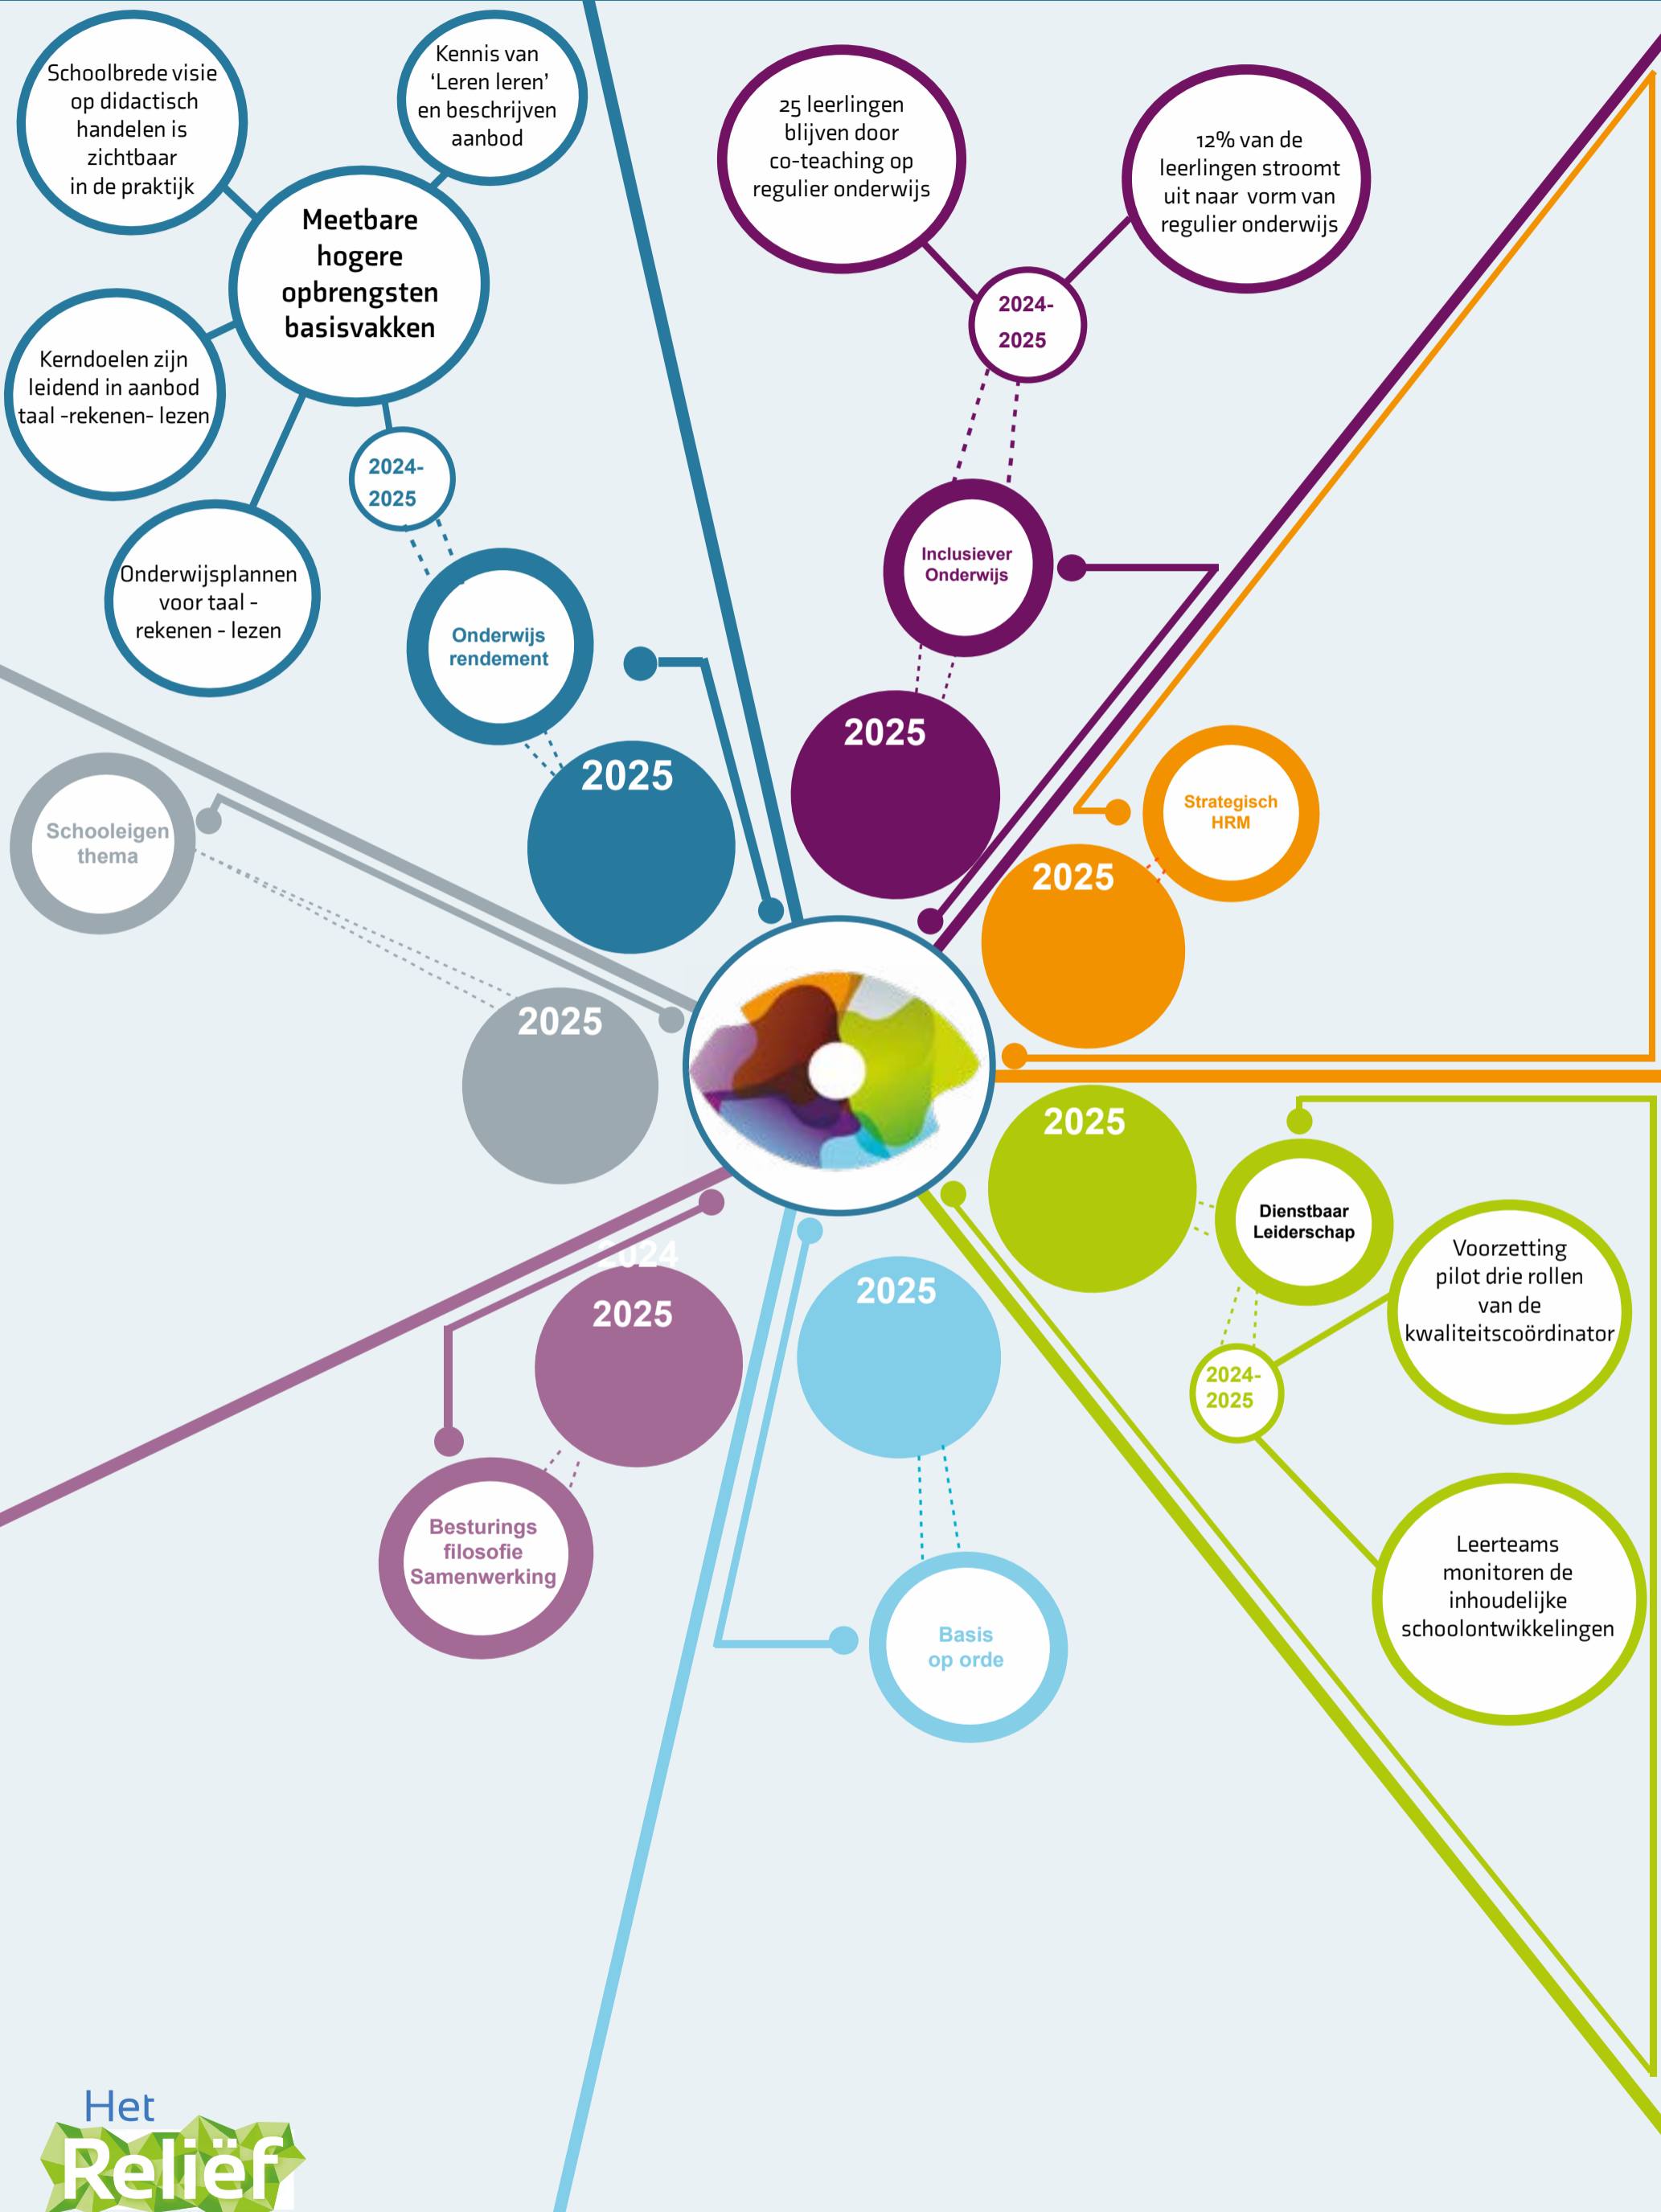 Schoolbrede visie
op didactisch
handelen is
zichtbaar
in de praktijk
Kennis van
‘Leren leren’
en beschrijven
aanbod
Meetbare
hogere
opbrengsten
basisvakken
Kerndoelen zijn
leidend in aanbod
taal -rekenen- lezen
Onderwijsplannen
voor taal -
rekenen - lezen
2024-
2025
Onderwijs
rendement
2025
25 leerlingen
blijven door
co-teaching op
regulier onderwijs
12% van de
leerlingen stroomt
uit naar vorm van
regulier onderwijs
2024-
2025
Inclusiever
Onderwijs
2025
Strategisch
HRM
2025
Schooleigen
thema
2025
2025
Dienstbaar
Leiderschap
Voorzetting
pilot drie rollen
van de
kwaliteitscoördinator
2024-
2025
Leerteams
monitoren de
inhoudelijke
schoolontwikkelingen
2024
2025
Besturings
filosofie
Samenwerking
2025
Basis
op orde
Het
Reliëf